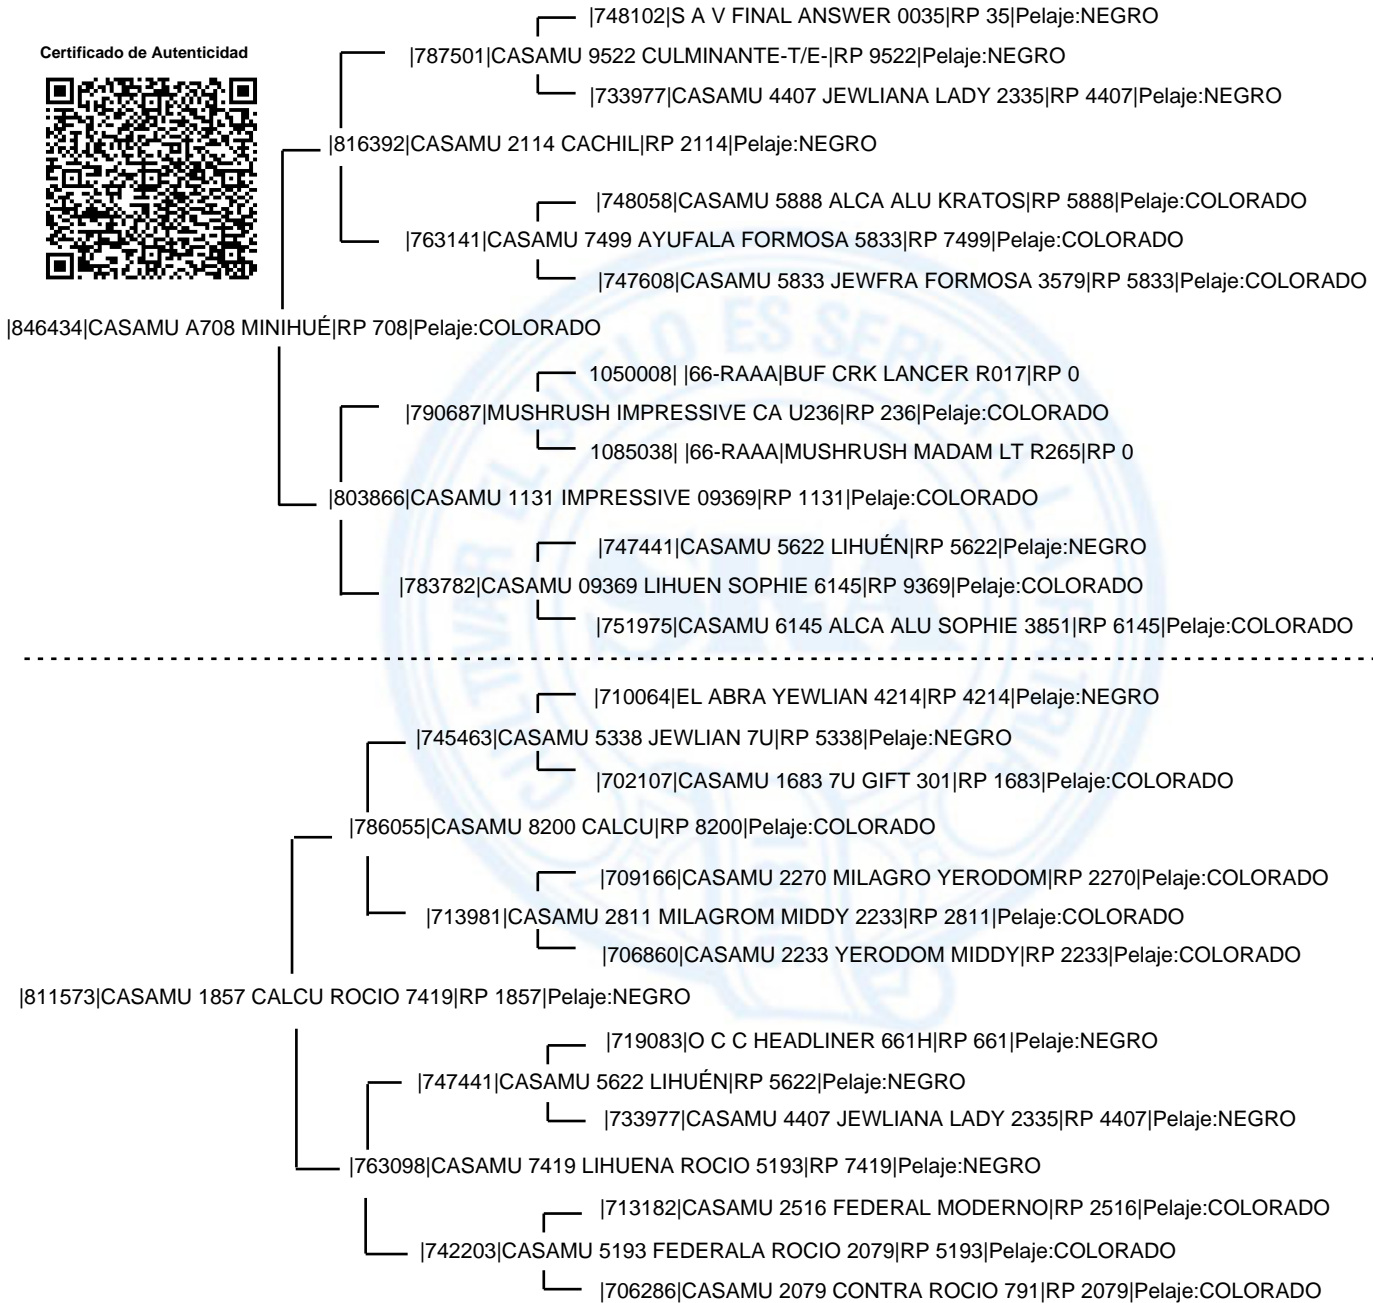 |748102|S A V FINAL ANSWER 0035|RP 35|Pelaje:NEGRO
Certificado de Autenticidad
|787501|CASAMU 9522 CULMINANTE-T/E-|RP 9522|Pelaje:NEGRO
|733977|CASAMU 4407 JEWLIANA LADY 2335|RP 4407|Pelaje:NEGRO
|816392|CASAMU 2114 CACHIL|RP 2114|Pelaje:NEGRO
|748058|CASAMU 5888 ALCA ALU KRATOS|RP 5888|Pelaje:COLORADO
|763141|CASAMU 7499 AYUFALA FORMOSA 5833|RP 7499|Pelaje:COLORADO
|747608|CASAMU 5833 JEWFRA FORMOSA 3579|RP 5833|Pelaje:COLORADO
|846434|CASAMU A708 MINIHUÉ|RP 708|Pelaje:COLORADO
1050008| |66-RAAA|BUF CRK LANCER R017|RP 0
|790687|MUSHRUSH IMPRESSIVE CA U236|RP 236|Pelaje:COLORADO
1085038| |66-RAAA|MUSHRUSH MADAM LT R265|RP 0
|803866|CASAMU 1131 IMPRESSIVE 09369|RP 1131|Pelaje:COLORADO
|747441|CASAMU 5622 LIHUÉN|RP 5622|Pelaje:NEGRO
|783782|CASAMU 09369 LIHUEN SOPHIE 6145|RP 9369|Pelaje:COLORADO
|751975|CASAMU 6145 ALCA ALU SOPHIE 3851|RP 6145|Pelaje:COLORADO
|710064|EL ABRA YEWLIAN 4214|RP 4214|Pelaje:NEGRO
|745463|CASAMU 5338 JEWLIAN 7U|RP 5338|Pelaje:NEGRO
|702107|CASAMU 1683 7U GIFT 301|RP 1683|Pelaje:COLORADO
|786055|CASAMU 8200 CALCU|RP 8200|Pelaje:COLORADO
|709166|CASAMU 2270 MILAGRO YERODOM|RP 2270|Pelaje:COLORADO
|713981|CASAMU 2811 MILAGROM MIDDY 2233|RP 2811|Pelaje:COLORADO
|706860|CASAMU 2233 YERODOM MIDDY|RP 2233|Pelaje:COLORADO
|811573|CASAMU 1857 CALCU ROCIO 7419|RP 1857|Pelaje:NEGRO
|719083|O C C HEADLINER 661H|RP 661|Pelaje:NEGRO
|747441|CASAMU 5622 LIHUÉN|RP 5622|Pelaje:NEGRO
|733977|CASAMU 4407 JEWLIANA LADY 2335|RP 4407|Pelaje:NEGRO
|763098|CASAMU 7419 LIHUENA ROCIO 5193|RP 7419|Pelaje:NEGRO
|713182|CASAMU 2516 FEDERAL MODERNO|RP 2516|Pelaje:COLORADO
|742203|CASAMU 5193 FEDERALA ROCIO 2079|RP 5193|Pelaje:COLORADO
|706286|CASAMU 2079 CONTRA ROCIO 791|RP 2079|Pelaje:COLORADO
CULTIVAR EL SUELO ES SERVIR A LA PATRIA
SRA